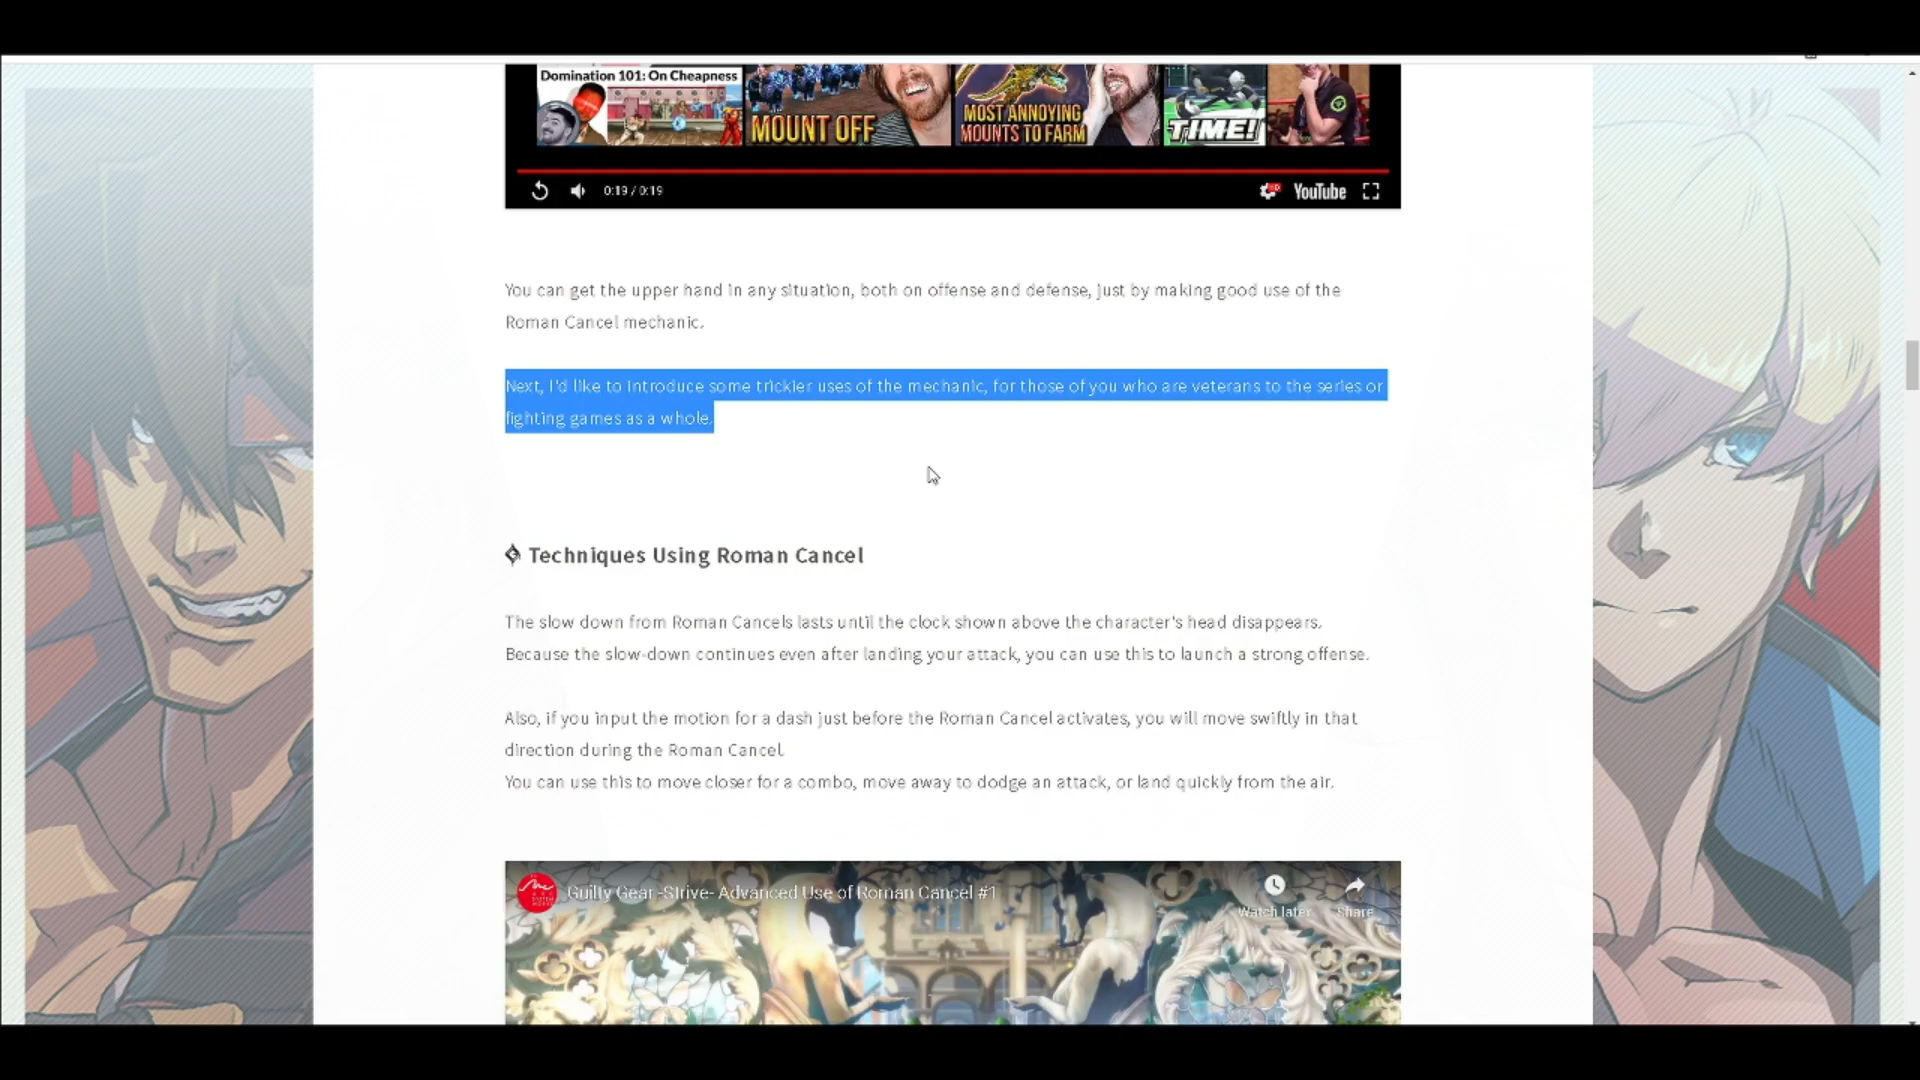 Domination 101: On Cheapness
MOUNT OFF
MOST ANNOYING
MOUNTS TO FARM
TIME!
0:19 / 0:19
YouTube
You can get the upper hand in any situation, both on offense and defense, just by making good use of the
Roman Cancel mechanic.
Next, I'd like to introduce some trickier uses of the mechanic, for those of you who are veterans to the series or
fighting games as a whole.
Techniques Using Roman Cancel
The slow down from Roman Cancels lasts until the clock shown above the character's head disappears.
Because the slow-down continues even after landing your attack, you can use this to launch a strong offense.
Also, if you input the motion for a dash just before the Roman Cancel activates, you will move swiftly in that
direction during the Roman Cancel.
You can use this to move closer for a combo, move away to dodge an attack, or land quickly from the air.
Guilty Gear -Strive- Advanced Use of Roman Cancel #1
Watch later
Share